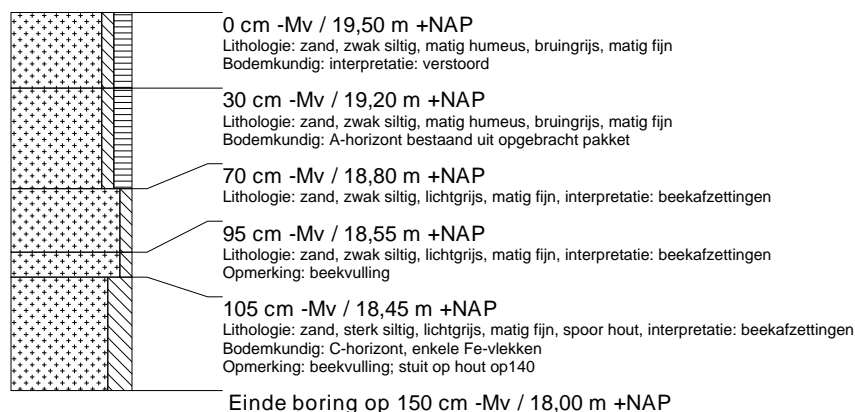 0 cm -Mv / 19,50 m +NAP
Lithologie: zand, zwak siltig, matig humeus, bruingrijs, matig fijn
Bodemkundig: interpretatie: verstoord
30 cm -Mv / 19,20 m +NAP
Lithologie: zand, zwak siltig, matig humeus, bruingrijs, matig fijn
Bodemkundig: A-horizont bestaand uit opgebracht pakket
70 cm -Mv / 18,80 m +NAP
Lithologie: zand, zwak siltig, lichtgrijs, matig fijn, interpretatie: beekafzettingen
95 cm -Mv / 18,55 m +NAP
Lithologie: zand, zwak siltig, lichtgrijs, matig fijn, interpretatie: beekafzettingen
Opmerking: beekvulling
105 cm -Mv / 18,45 m +NAP
Lithologie: zand, sterk siltig, lichtgrijs, matig fijn, spoor hout, interpretatie: beekafzettingen
Bodemkundig: C-horizont, enkele Fe-vlekken
Opmerking: beekvulling; stuit op hout op140
Einde boring op 150 cm -Mv / 18,00 m +NAP